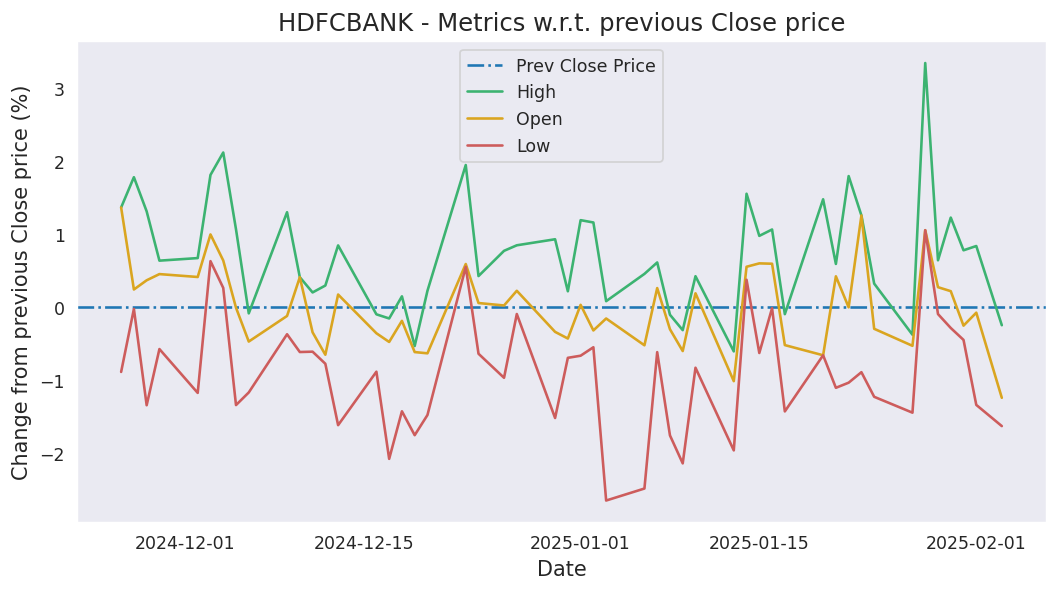 HDFCBANK - Metrics w.r.t. previous Close price
Change from previous Close price (%)
3
2
1
0
−1
−2
Prev Close Price
High
Open
Low
2024-12-01
2024-12-15
2025-01-01
2025-01-15
2025-02-01
Date